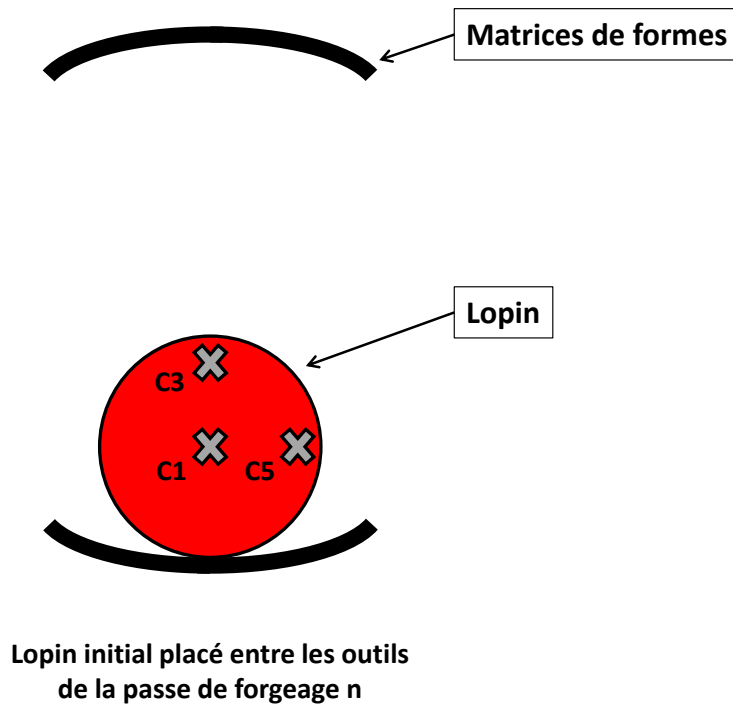 Matrices de formes
Lopin
C3
C1
C5
Lopin initial placé entre les outils
de la passe de forgeage n